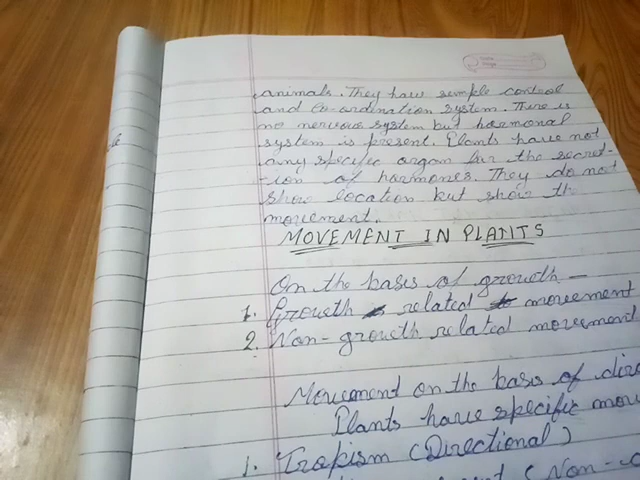 animals. They have simple control
and Co-ordination system. There is
no nervous system but hormonal
system is present. Plants have not
any specific organ for the secret-
-ion of hormones. They do not
show location but show the
movement.
MOVEMENT IN PLANTS
On the basis of growth -
1. Growth related movement
2. Non-growth related movement
Movement on the basis of dire
Plants have specific mov
1. Tropism (Directional)
(Non-